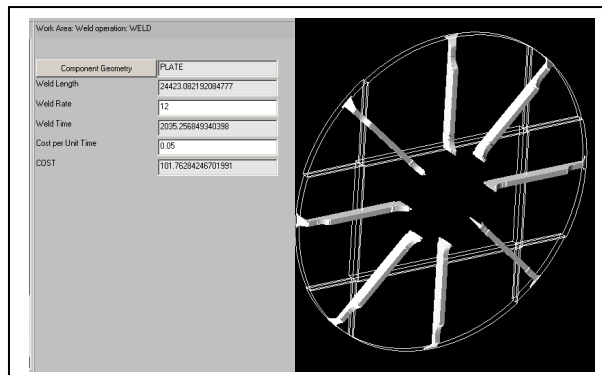 Work Area: Weld operation: WELD
Component Geometry PLATE
Weld Length 24423.082192084777
Weld Rate 12
Weld Time 2035.256849340398
Cost per Unit Time 0.05
COST 101.76284246701991